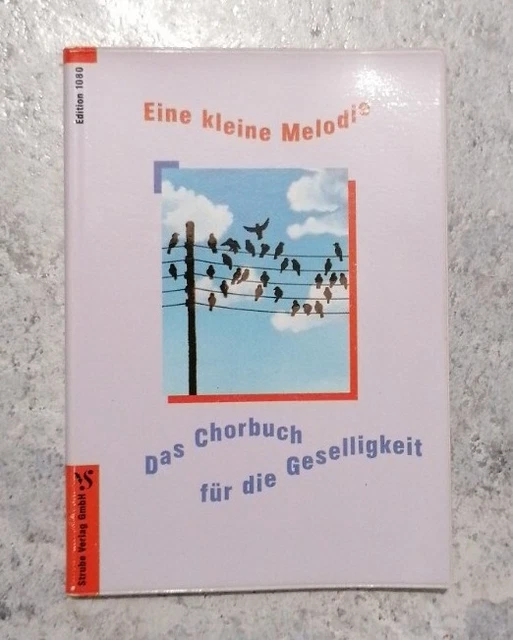 Edition 1080
Eine kleine Melodie
Das Chorbuch
für die Geselligkeit
Strube Verlag GmbH